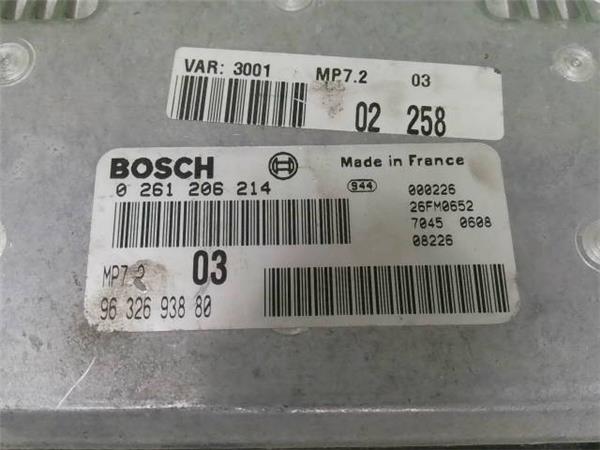 VAR: 3001 MP7.2 03
02 258
BOSCH Made in France
0 261 206 214 944 000226
26FM0652
7045 0608
08226
MP7.2 03
96 326 938 80